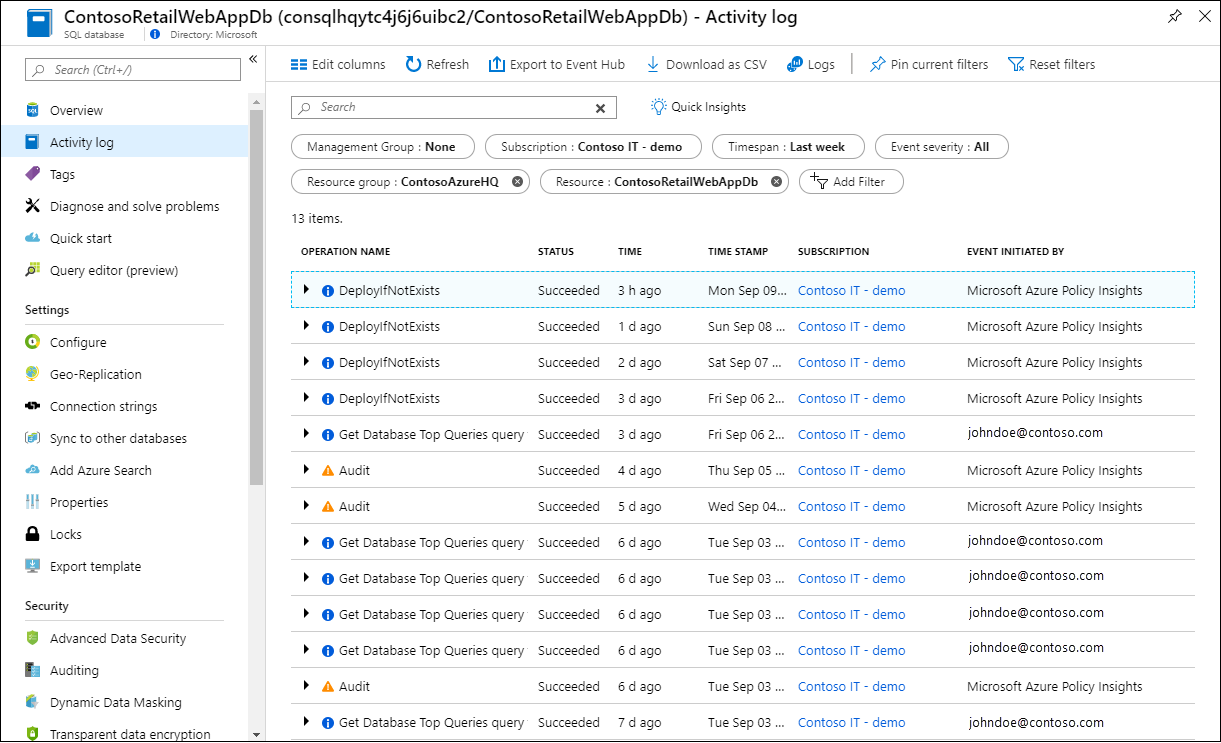 ContosoRetailWebAppDb (consqlhqytc4j6j6uibc2/ContosoRetailWebAppDb) - Activity log
SQL database Directory: Microsoft
Search (Ctrl+/)
Overview
Activity log
Tags
Diagnose and solve problems
Quick start
Query editor (preview)
Settings
Configure
Geo-Replication
Connection strings
Sync to other databases
Add Azure Search
Properties
Locks
Export template
Security
Advanced Data Security
Auditing
Dynamic Data Masking
Transparent data encryption
Edit columns Refresh Export to Event Hub Download as CSV Logs Pin current filters Reset filters
Search Quick Insights
Management Group : None Subscription : Contoso IT - demo Timespan : Last week Event severity : All
Resource group : ContosoAzureHQ Resource : ContosoRetailWebAppDb Add Filter
13 items.
OPERATION NAME STATUS TIME TIME STAMP SUBSCRIPTION EVENT INITIATED BY
DeployIfNotExists Succeeded 3 h ago Mon Sep 09... Contoso IT - demo Microsoft Azure Policy Insights
DeployIfNotExists Succeeded 1 d ago Sun Sep 08 ... Contoso IT - demo Microsoft Azure Policy Insights
DeployIfNotExists Succeeded 2 d ago Sat Sep 07 ... Contoso IT - demo Microsoft Azure Policy Insights
DeployIfNotExists Succeeded 3 d ago Fri Sep 06 2... Contoso IT - demo Microsoft Azure Policy Insights
Get Database Top Queries query Succeeded 3 d ago Fri Sep 06 2... Contoso IT - demo johndoe@contoso.com
Audit Succeeded 4 d ago Thu Sep 05 ... Contoso IT - demo Microsoft Azure Policy Insights
Audit Succeeded 5 d ago Wed Sep 04... Contoso IT - demo Microsoft Azure Policy Insights
Get Database Top Queries query Succeeded 6 d ago Tue Sep 03 ... Contoso IT - demo johndoe@contoso.com
Get Database Top Queries query Succeeded 6 d ago Tue Sep 03 ... Contoso IT - demo johndoe@contoso.com
Get Database Top Queries query Succeeded 6 d ago Tue Sep 03 ... Contoso IT - demo johndoe@contoso.com
Get Database Top Queries query Succeeded 6 d ago Tue Sep 03 ... Contoso IT - demo johndoe@contoso.com
Audit Succeeded 6 d ago Tue Sep 03 ... Contoso IT - demo Microsoft Azure Policy Insights
Get Database Top Queries query Succeeded 7 d ago Tue Sep 03 ... Contoso IT - demo johndoe@contoso.com